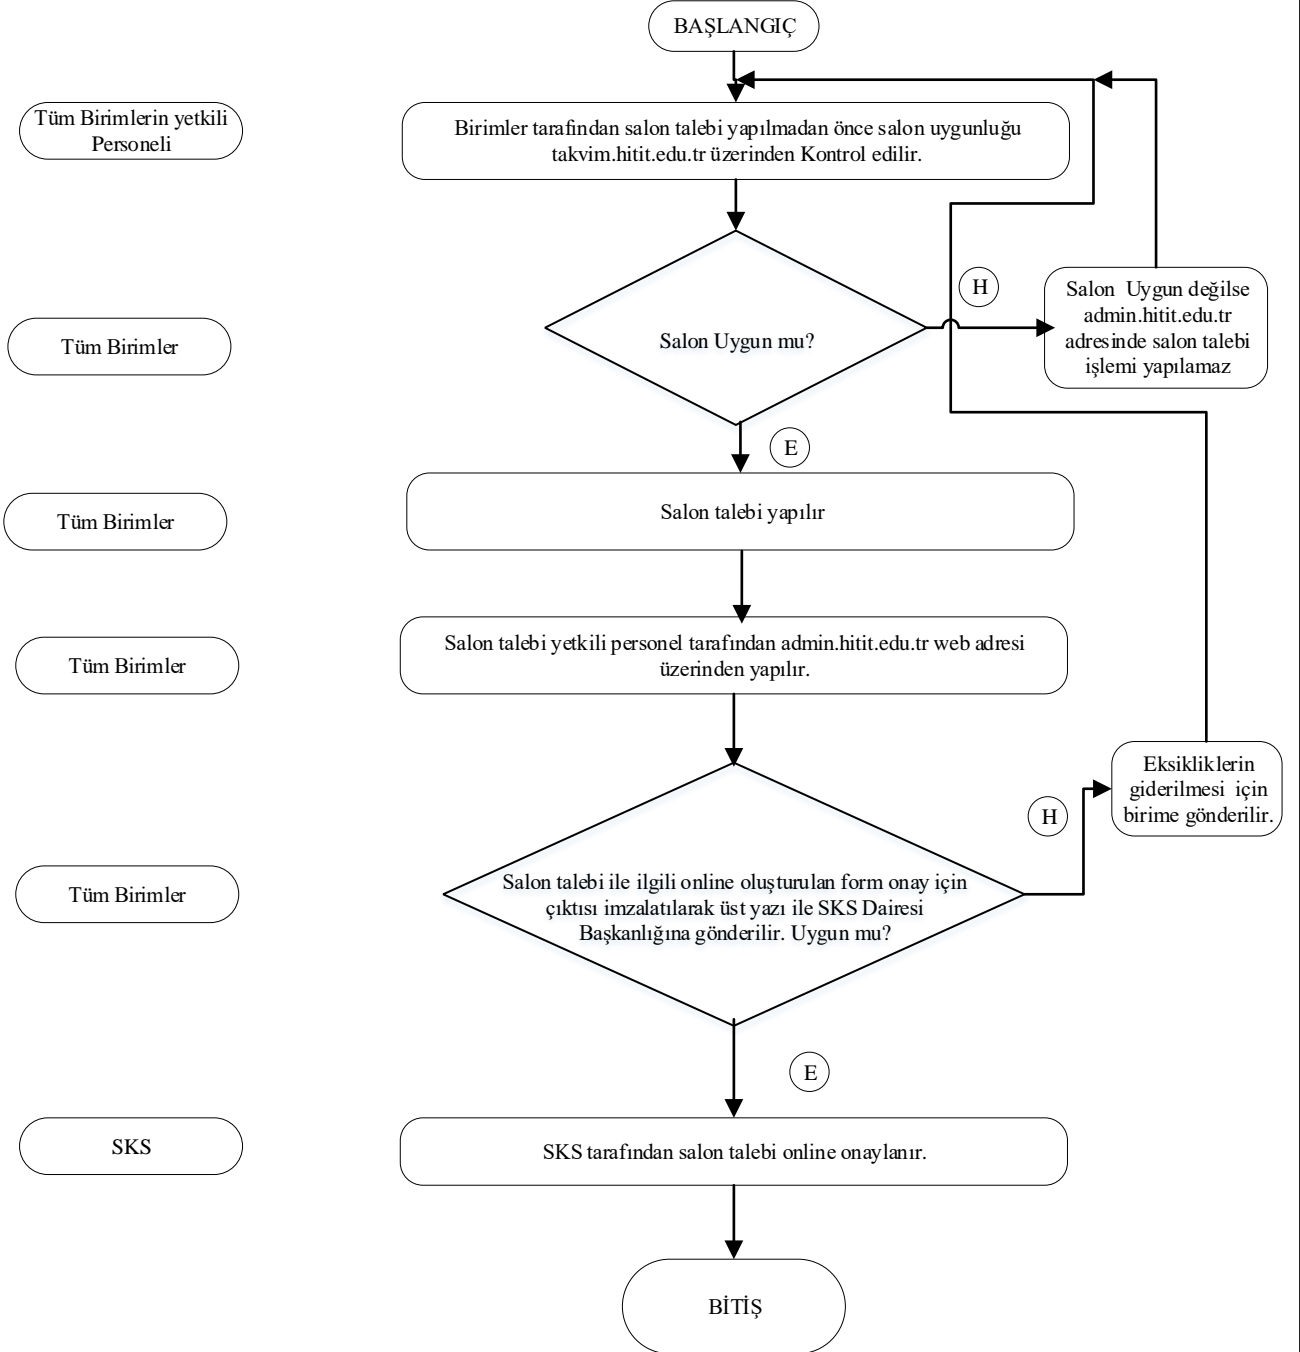 BAŞLANGIÇ
Tüm Birimlerin yetkili
Personeli
Birimler tarafından salon talebi yapılmadan önce salon uygunluğu
takvim.hitit.edu.tr üzerinden Kontrol edilir.
Tüm Birimler
Salon Uygun mu?
H
Salon Uygun değilse
admin.hitit.edu.tr
adresinde salon talebi
işlemi yapılamaz
E
Tüm Birimler
Salon talebi yapılır
Tüm Birimler
Salon talebi yetkili personel tarafından admin.hitit.edu.tr web adresi
üzerinden yapılır.
Eksikliklerin
giderilmesi için
birime gönderilir.
H
Tüm Birimler
Salon talebi ile ilgili online oluşturulan form onay için
çıktısı imzalatılarak üst yazı ile SKS Dairesi
Başkanlığına gönderilir. Uygun mu?
E
SKS
SKS tarafından salon talebi online onaylanır.
BİTİŞ